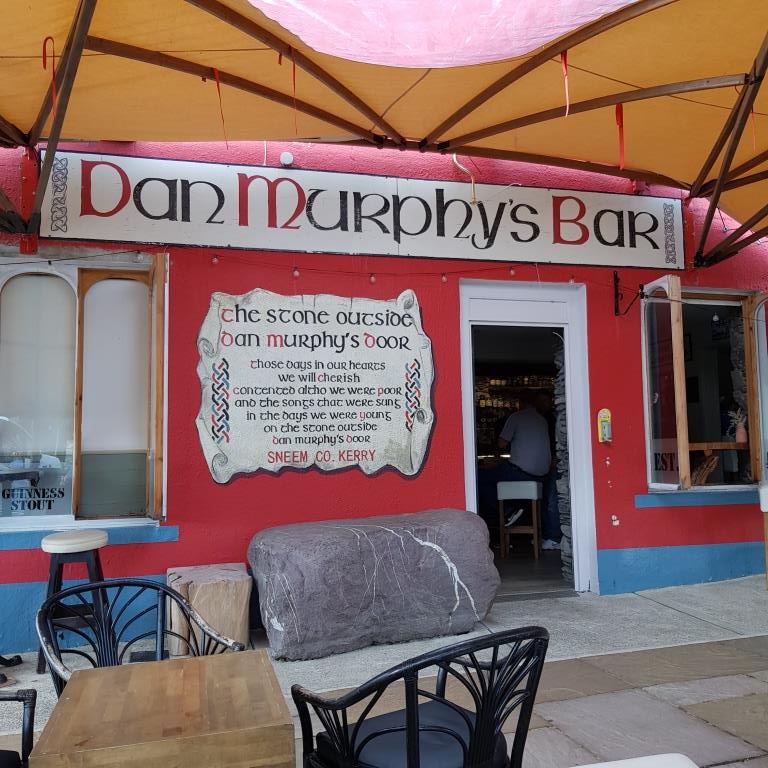 Dan Murphy's Bar
the stone outside
dan murphy's door
those days in our hearts
we will cherish
contented altho we were poor
and the songs that were sung
in the days we were young
on the stone outside
dan murphy's door
SNEEM CO. KERRY
GUINNESS
STOUT
EST.